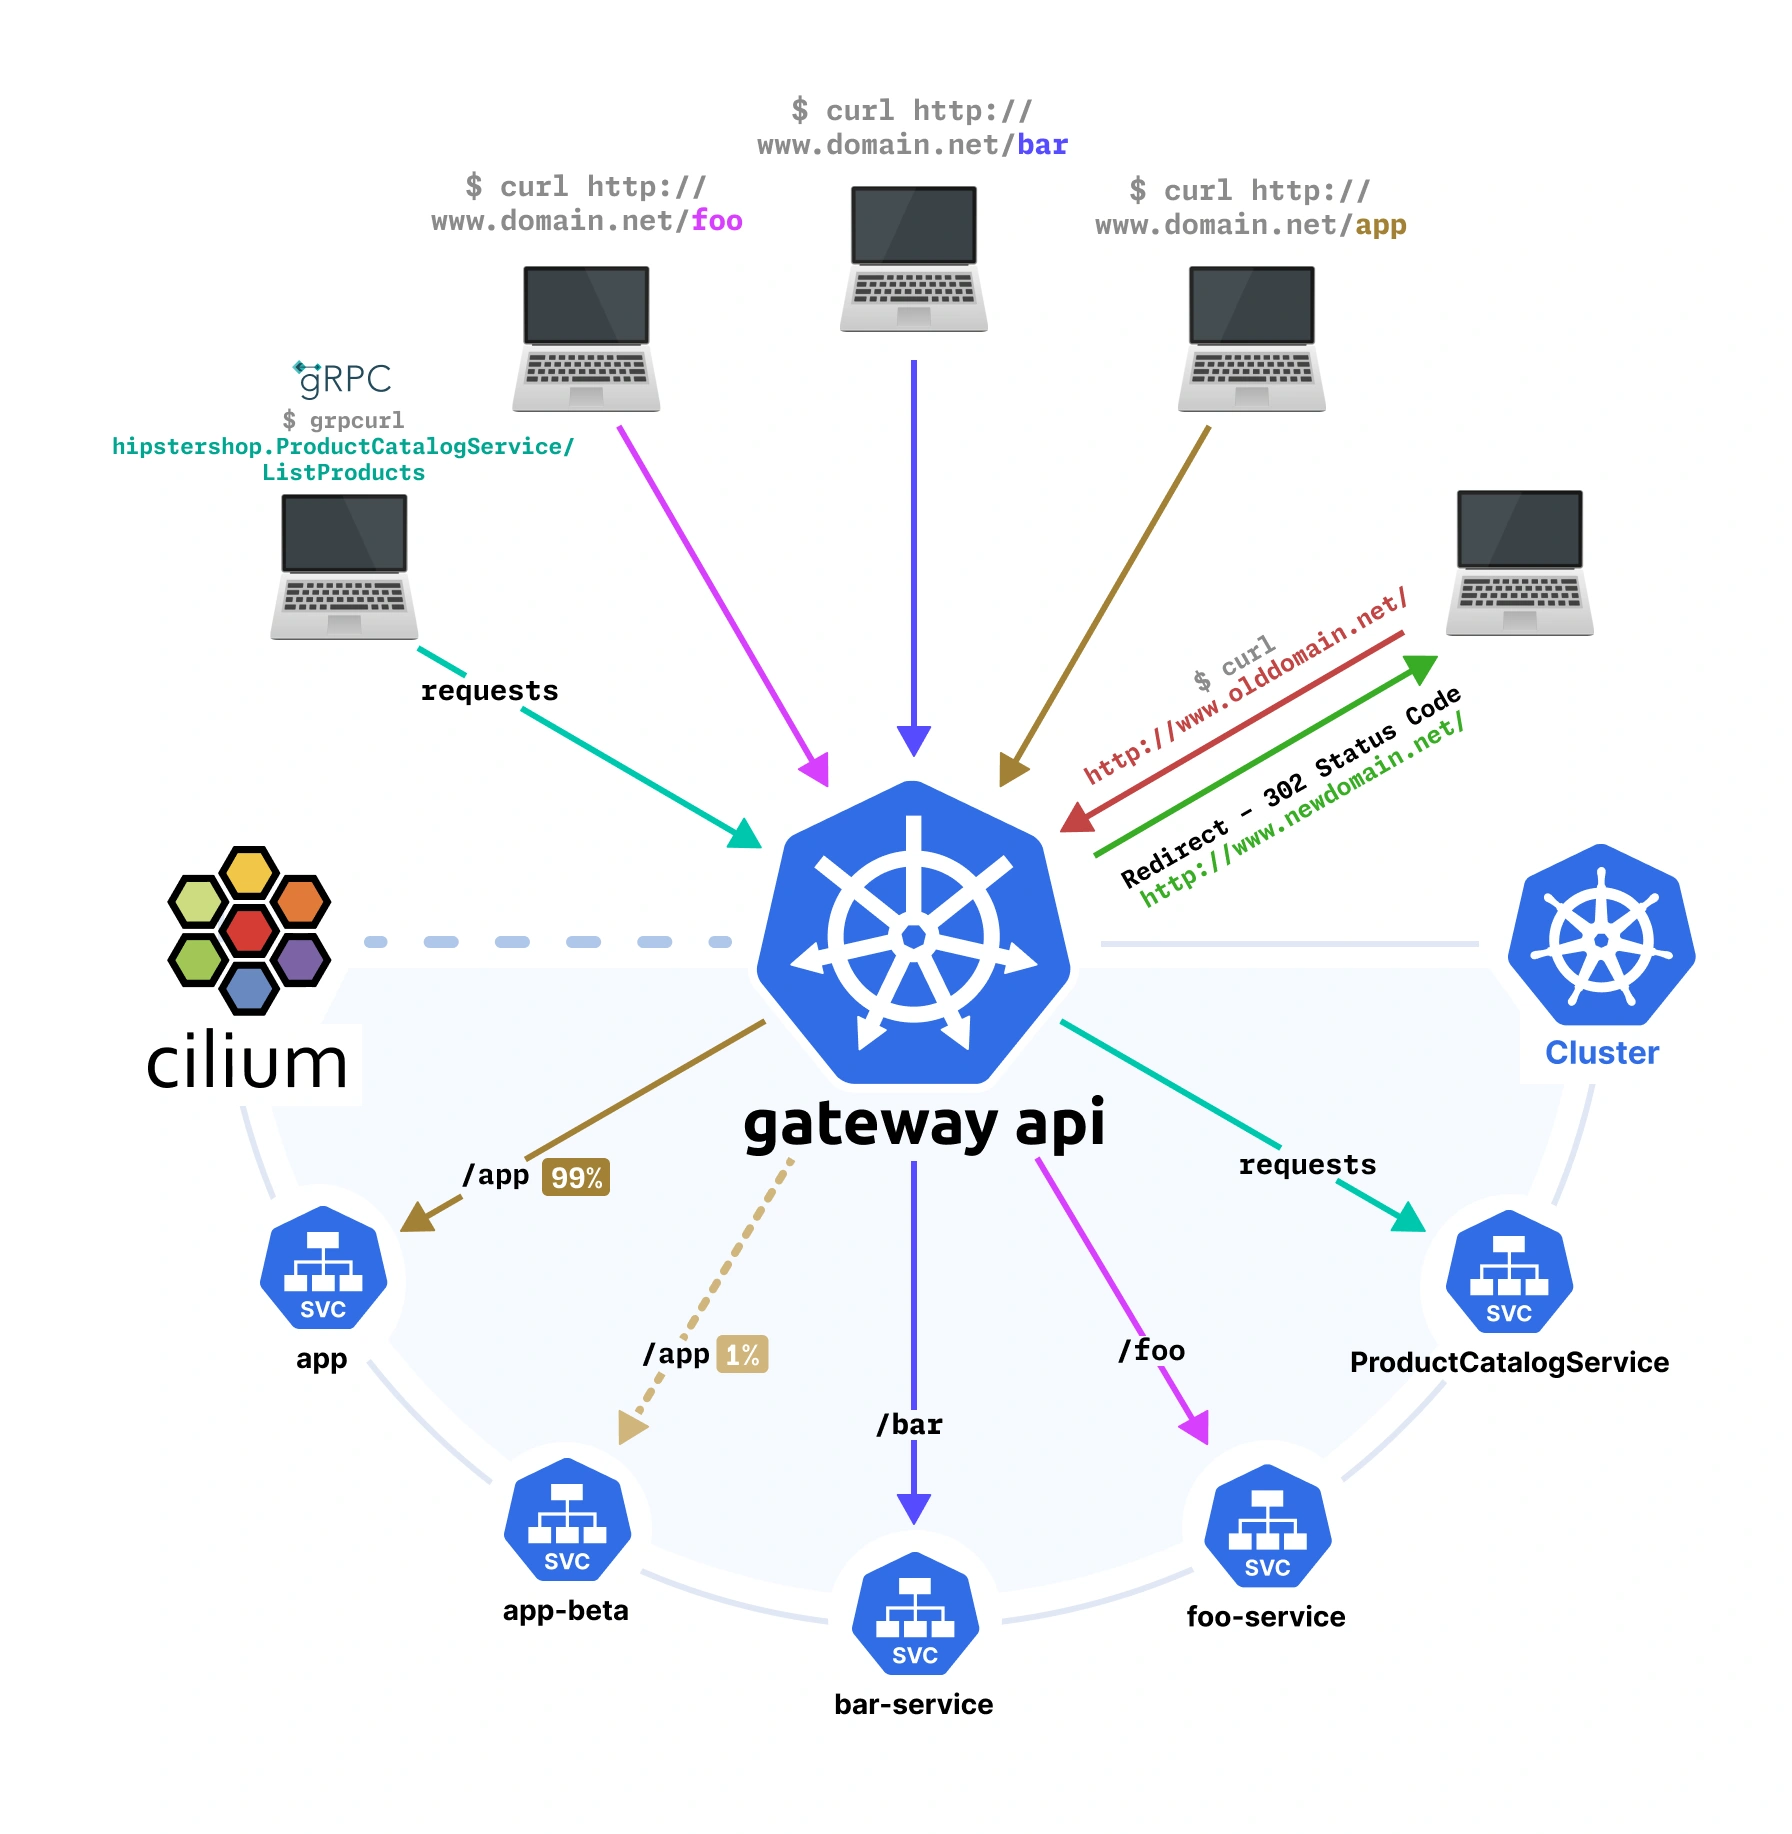 $ curl http://
www.domain.net/bar
$ curl http://
www.domain.net/foo
$ curl http://
www.domain.net/app
gRPC
$ grpcurl
hipstershop.ProductCatalogService/
ListProducts
requests
$ curl
http://www.olddomain.net/
Redirect - 302 Status Code
http://www.newdomain.net/
cilium
Cluster
gateway api
/app 99%
requests
/app 1%
/foo
/bar
SVC
app
SVC
ProductCatalogService
SVC
app-beta
SVC
foo-service
SVC
bar-service